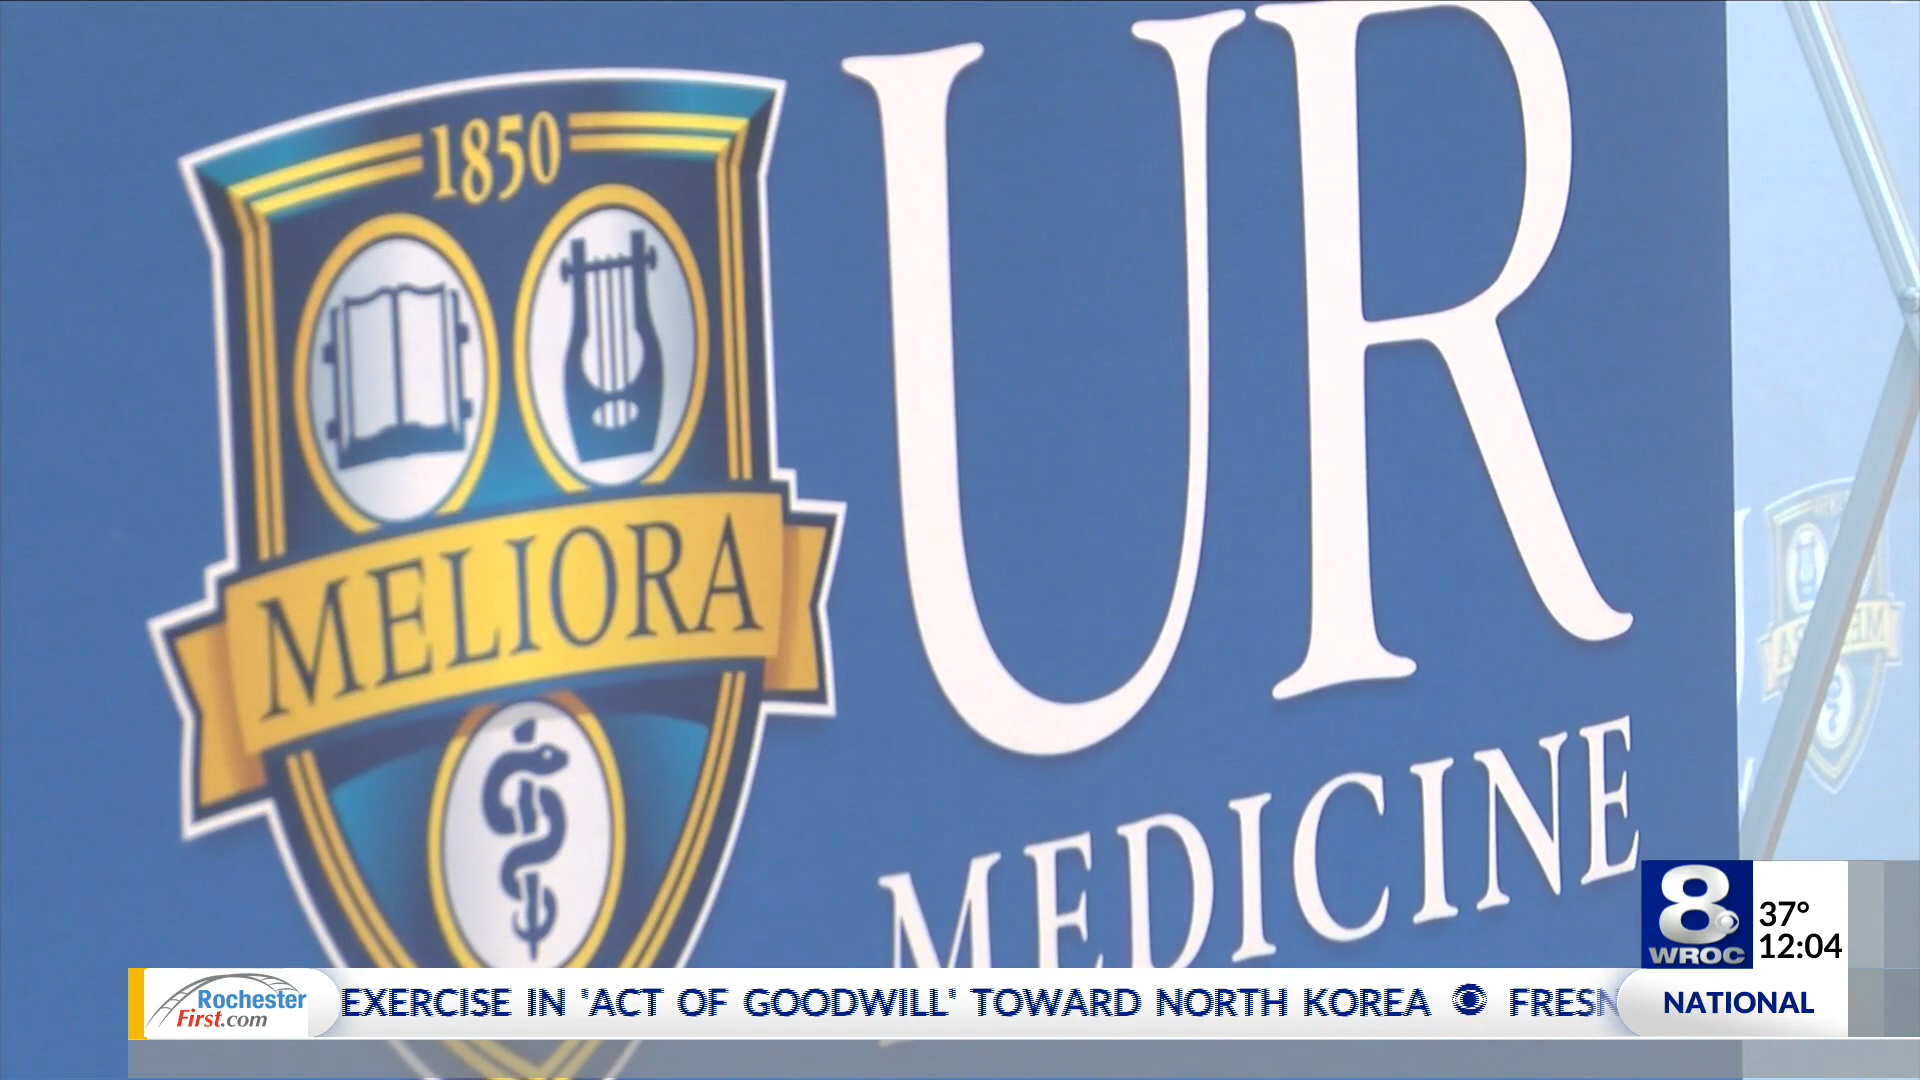 1850
MELIORA
UR
MEDICINE
8
WROC
37°
12:04
Rochester
First.com
EXERCISE IN 'ACT OF GOODWILL' TOWARD NORTH KOREA
NATIONAL